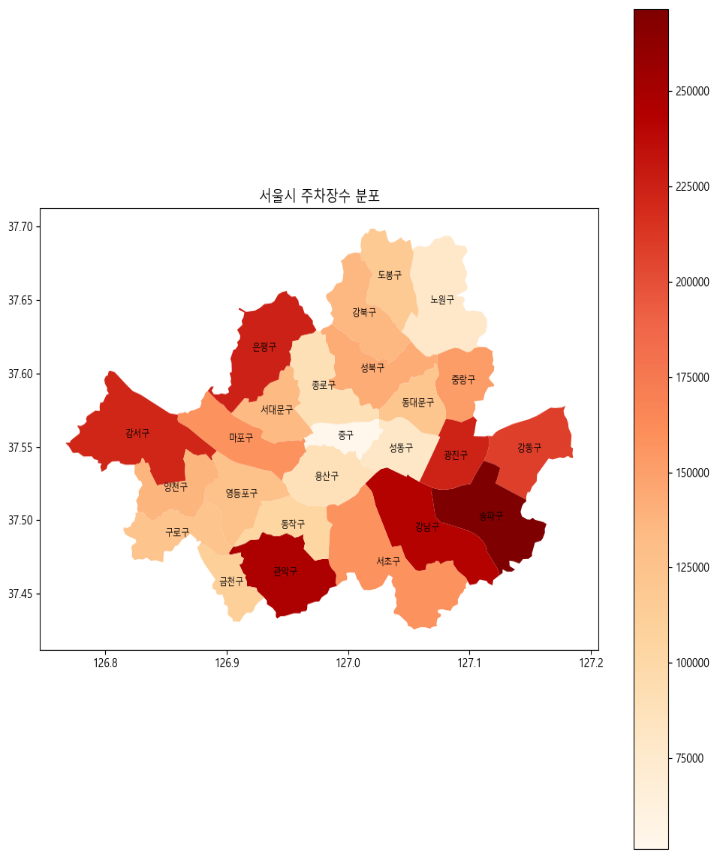 서울시 주차장수 분포
37.70
37.65
37.60
37.55
37.50
37.45
126.8
126.9
127.0
127.1
127.2
도봉구
노원구
강북구
은평구
성북구
종로구
중랑구
서대문구
동대문구
강서구
마포구
중구
성동구
광진구
강동구
양천구
영등포구
용산구
송파구
구로구
동작구
강남구
서초구
금천구
관악구
250000
225000
200000
175000
150000
125000
100000
75000